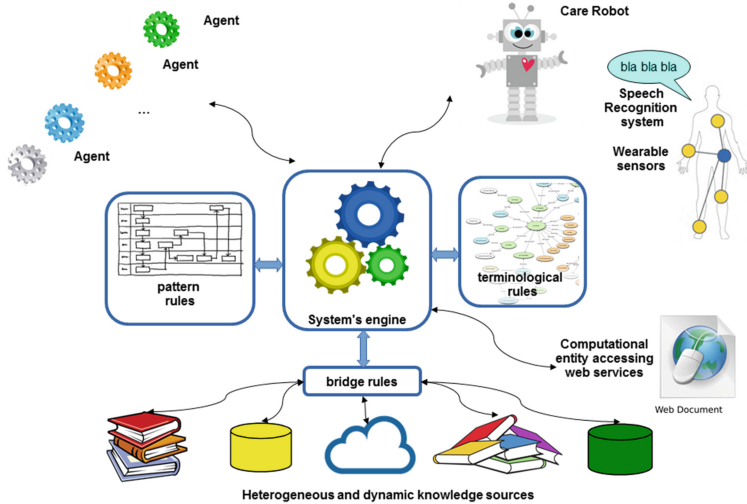 Agent
Care Robot
Agent
bla bla bla
...
Speech
Recognition
system
Agent
Wearable
sensors
pattern
rules
System's engine
terminological
rules
Computational
entity accessing
web services
bridge rules
Web Document
Heterogeneous and dynamic knowledge sources